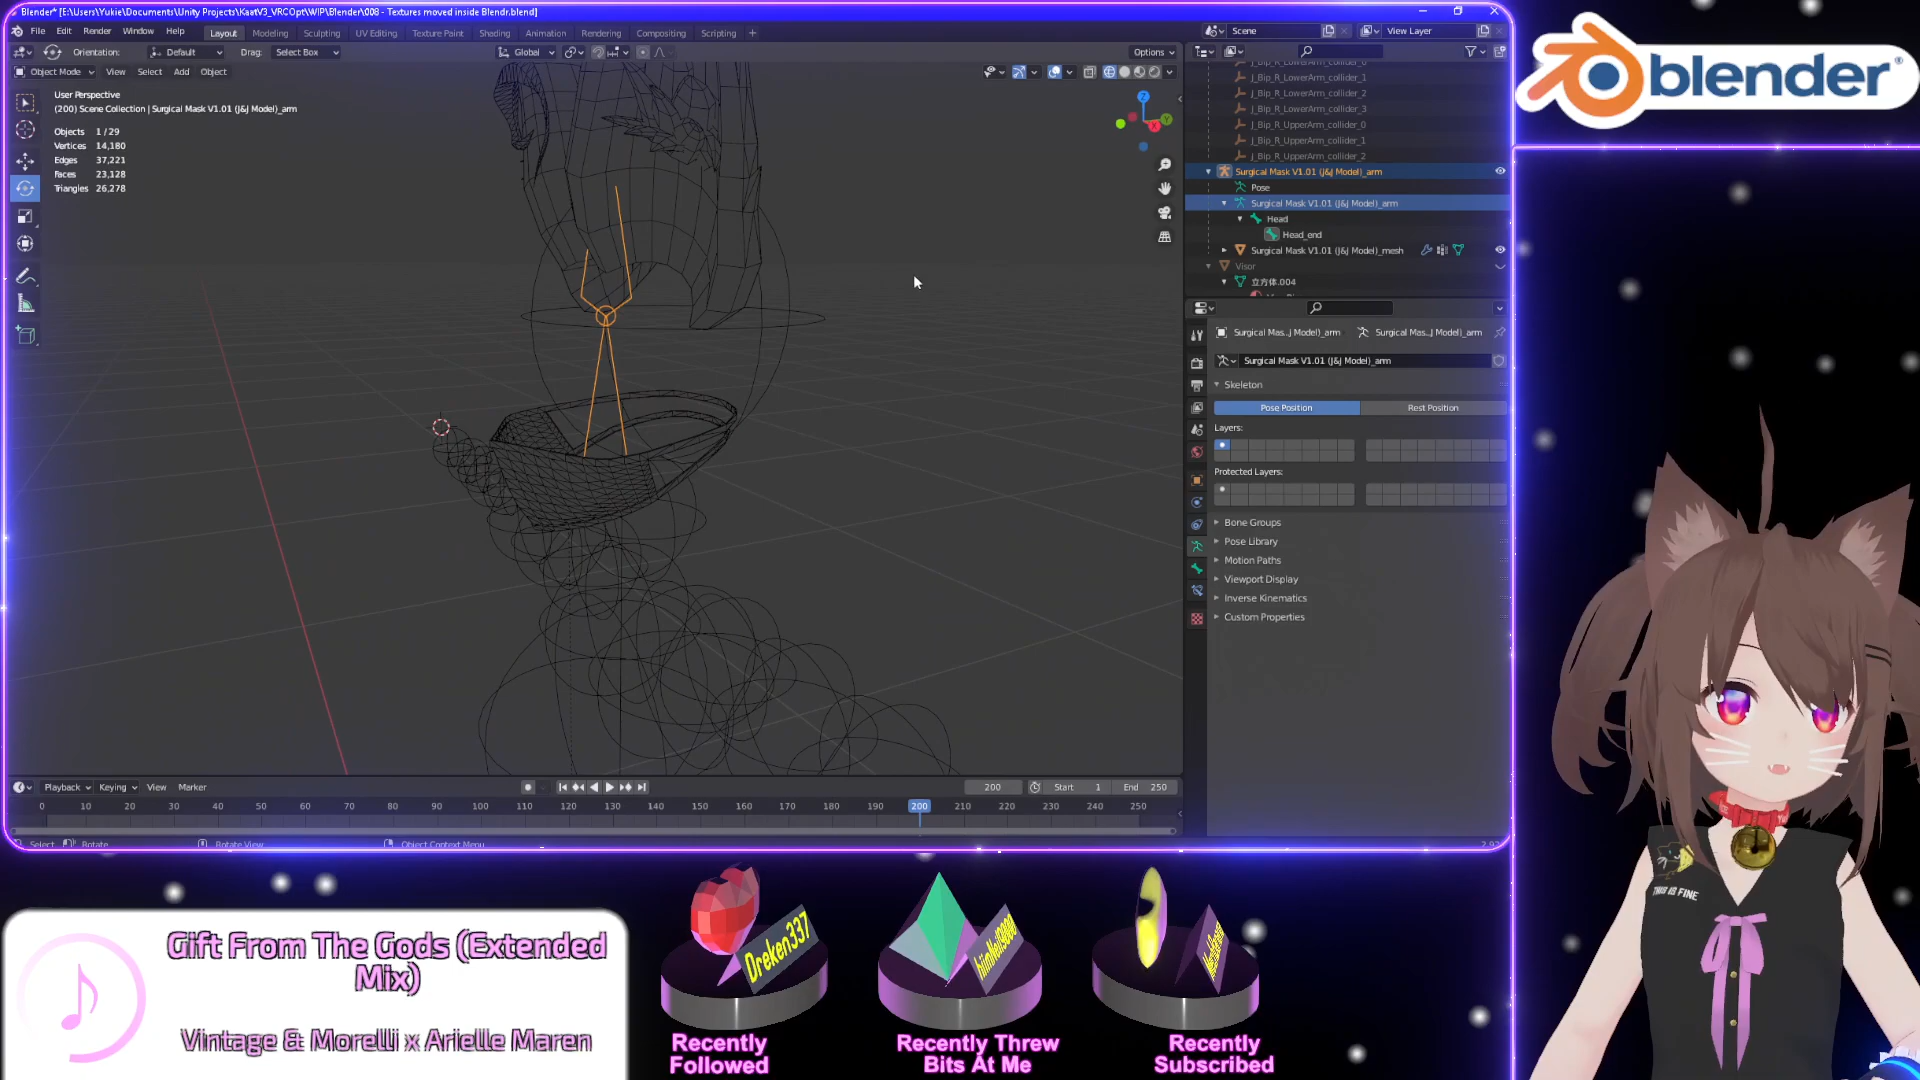 Blender* [E:\Users\Yukie\Documents\Unity Projects\KaatV3_VRCOpt\WIP\Blender\008 - Textures moved inside Blendr.blend]
File Edit Render Window Help Layout Modeling Sculpting UV Editing Texture Paint Shading Animation Rendering Compositing Scripting + Scene View Layer
Orientation: Default Drag: Select Box Global Options
Object Mode View Select Add Object
User Perspective
(200) Scene Collection | Surgical Mask V1.01 (J&J Model)_arm
Objects 1 / 29
Vertices 14,180
Edges 37,221
Faces 23,128
Triangles 26,278
Z
Y
X
J_Bip_R_LowerArm_collider_0
J_Bip_R_LowerArm_collider_1
J_Bip_R_LowerArm_collider_2
J_Bip_R_LowerArm_collider_3
J_Bip_R_UpperArm_collider_0
J_Bip_R_UpperArm_collider_1
J_Bip_R_UpperArm_collider_2
Surgical Mask V1.01 (J&J Model)_arm
Pose
Surgical Mask V1.01 (J&J Model)_arm
Head
Head_end
Surgical Mask V1.01 (J&J Model)_mesh
Visor
立方体.004
Surgical Mas...j Model)_arm Surgical Mas...j Model)_arm
Surgical Mask V1.01 (J&J Model)_arm
Skeleton
Pose Position Rest Position
Layers:
Protected Layers:
Bone Groups
Pose Library
Motion Paths
Viewport Display
Inverse Kinematics
Custom Properties
Playback Keying View Marker 200 Start 1 End 250
0 10 20 30 40 50 60 70 80 90 100 110 120 130 140 150 160 170 180 190 200 210 220 230 240 250
Select Rotate Rotate View Object Context Menu
blender
THIS IS FINE
Gift From The Gods (Extended
Mix)
Vintage & Morelli x Arielle Maren
Dreken337
Recently
Followed
Recently Threw
Bits At Me
Recently
Subscribed